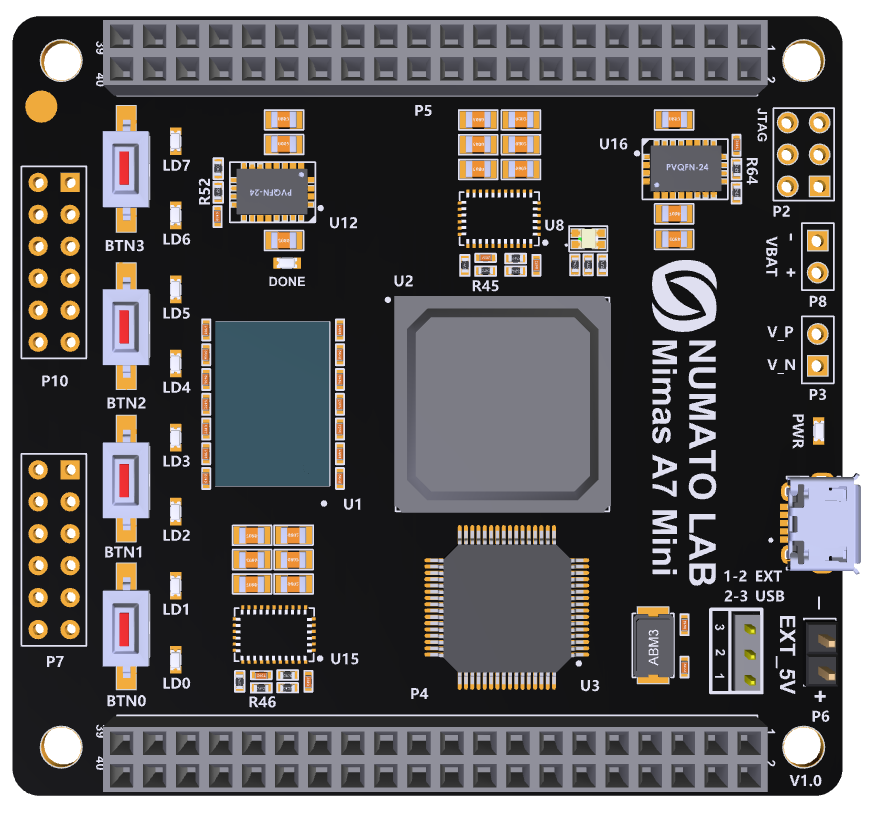 39
1
40
2
P5
JTAG
U16
LD7
PVQFN-24
R64
R52
PVQFN-24
P2
LD6
U12
U8
BTN3
-
VBAT
+
DONE
R45
U2
P8
LD5
V_P
V_N
P10
LD4
P3
BTN2
NUMATO LAB
Mimas A7 Mini
PWR
LD3
U1
LD2
BTN1
1-2 EXT
2-3 USB
LD1
3
2
1
EXT_5V
-
+
ABM3
P7
U15
U3
LD0
P4
BTN0
R46
P6
39
1
40
2
V1.0